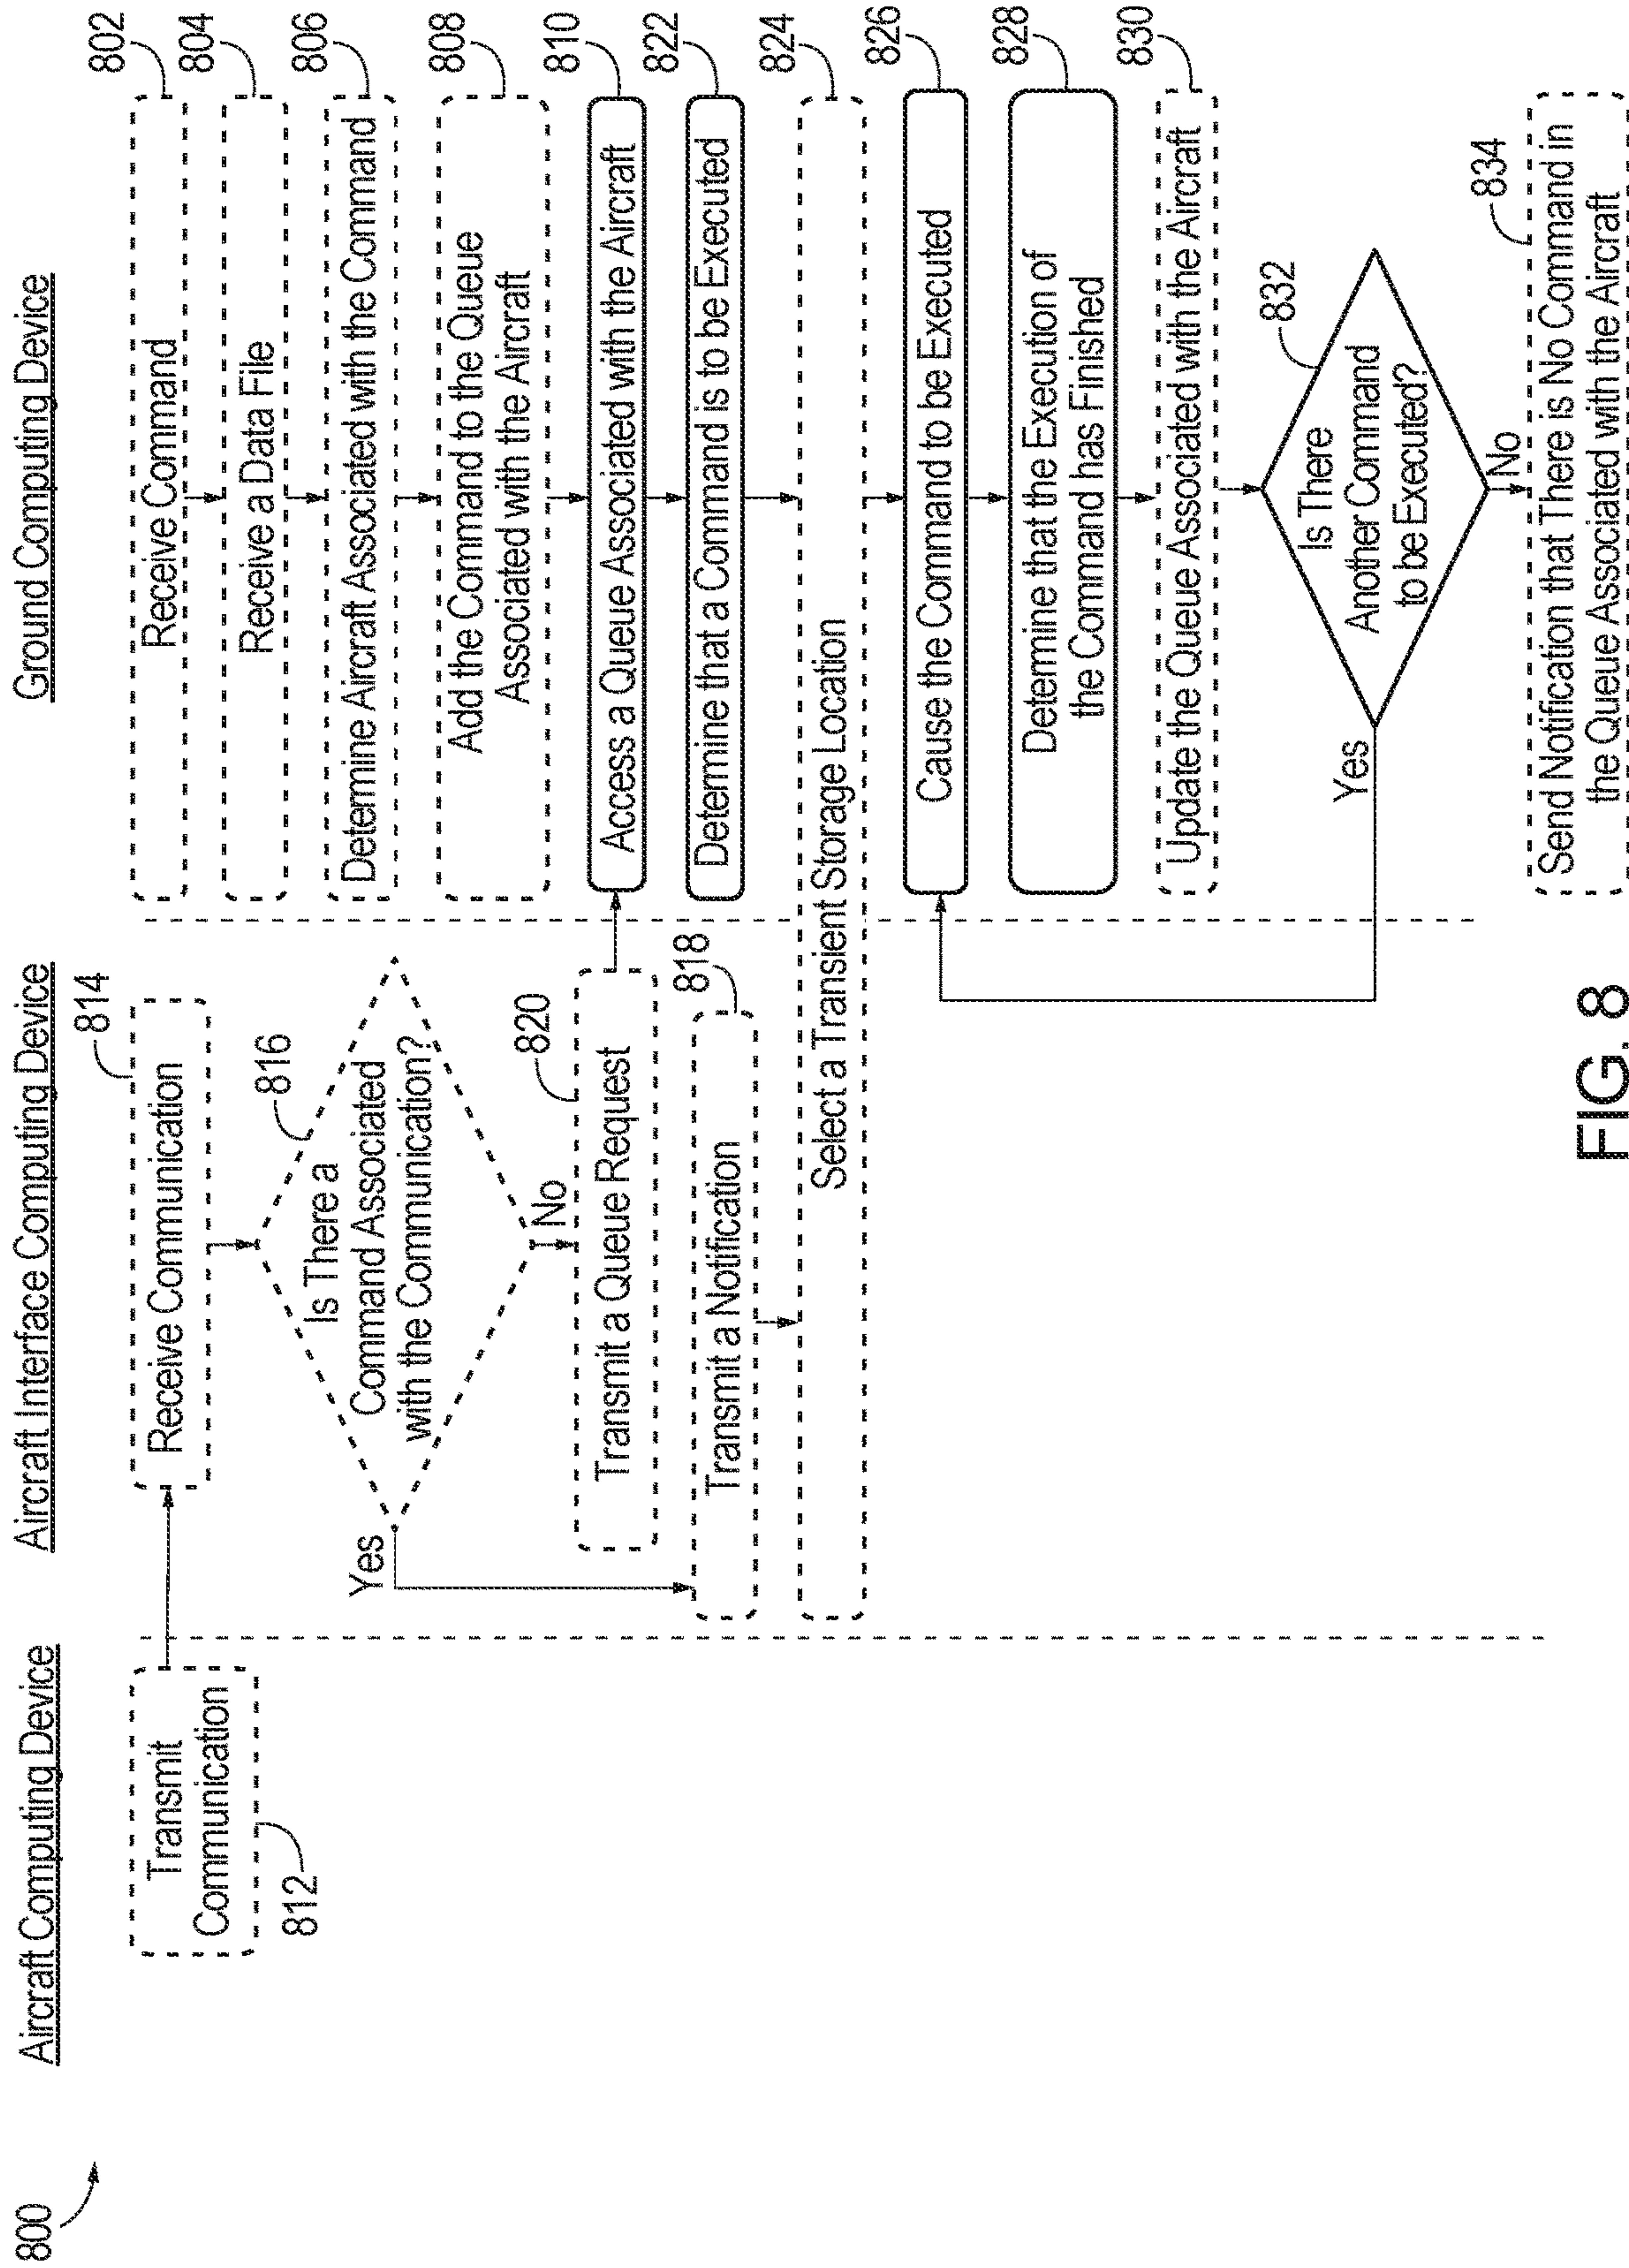 800
Aircraft Computing Device
Transmit
Communication
812
Aircraft Interface Computing Device
814
Receive Communication
816
Is There a
Command Associated
with the Communication?
Yes
No
820
Transmit a Queue Request
818
Transmit a Notification
Select a Transient Storage Location
Ground Computing Device
802
Receive Command
804
Receive a Data File
806
Determine Aircraft Associated with the Command
808
Add the Command to the Queue
Associated with the Aircraft
810
Access a Queue Associated with the Aircraft
822
Determine that a Command is to be Executed
824
826
Cause the Command to be Executed
828
Determine that the Execution of
the Command has Finished
830
Update the Queue Associated with the Aircraft
832
Is There
Another Command
to be Executed?
Yes
No
834
Send Notification that There is No Command in
the Queue Associated with the Aircraft
FIG. 8